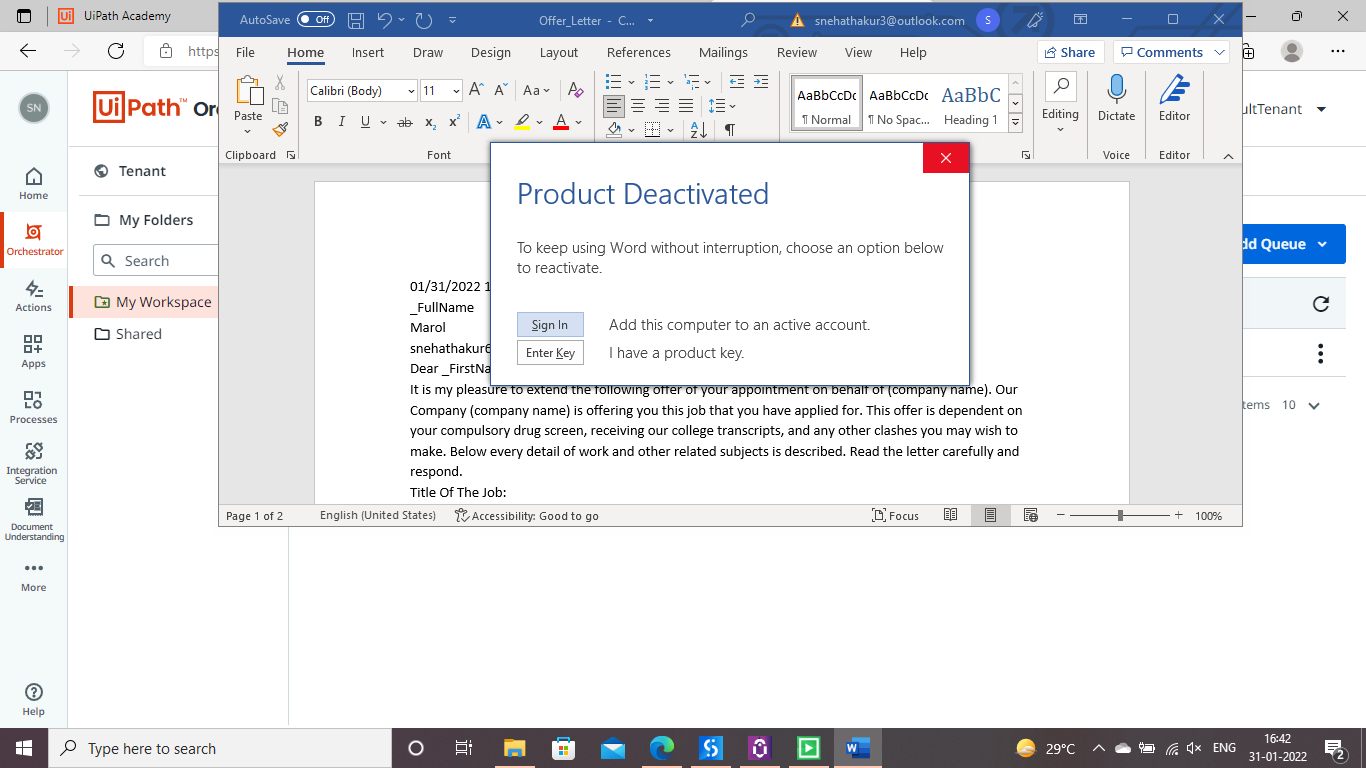 UiPath Academy
https
AutoSave Off Offer_Letter - C... snehathakur3@outlook.com S
File Home Insert Draw Design Layout References Mailings Review View Help Share Comments
Paste
Clipboard
Calibri (Body) 11
Font
AaBbCcDc AaBbCcDc AaBbC
¶ Normal ¶ No Spac... Heading 1
Editing
Dictate
Editor
Voice
Editor
Product Deactivated
To keep using Word without interruption, choose an option below
to reactivate.
Sign In Add this computer to an active account.
Enter Key I have a product key.
01/31/2022 1
_FullName
Marol
snehathakur6
Dear _FirstNa
It is my pleasure to extend the following offer of your appointment on behalf of (company name). Our
Company (company name) is offering you this job that you have applied for. This offer is dependent on
your compulsory drug screen, receiving our college transcripts, and any other clashes you may wish to
make. Below every detail of work and other related subjects is described. Read the letter carefully and
respond.
Title Of The Job:
Page 1 of 2 English (United States) Accessibility: Good to go Focus 100%
SN
UiPath™ Or
ultTenant
Home
Orchestrator
Actions
Apps
Processes
Integration
Service
Document
Understanding
More
Help
Tenant
My Folders
Search
My Workspace
Shared
dd Queue
tems 10
Type here to search
29°C ENG
16:42
31-01-2022
2